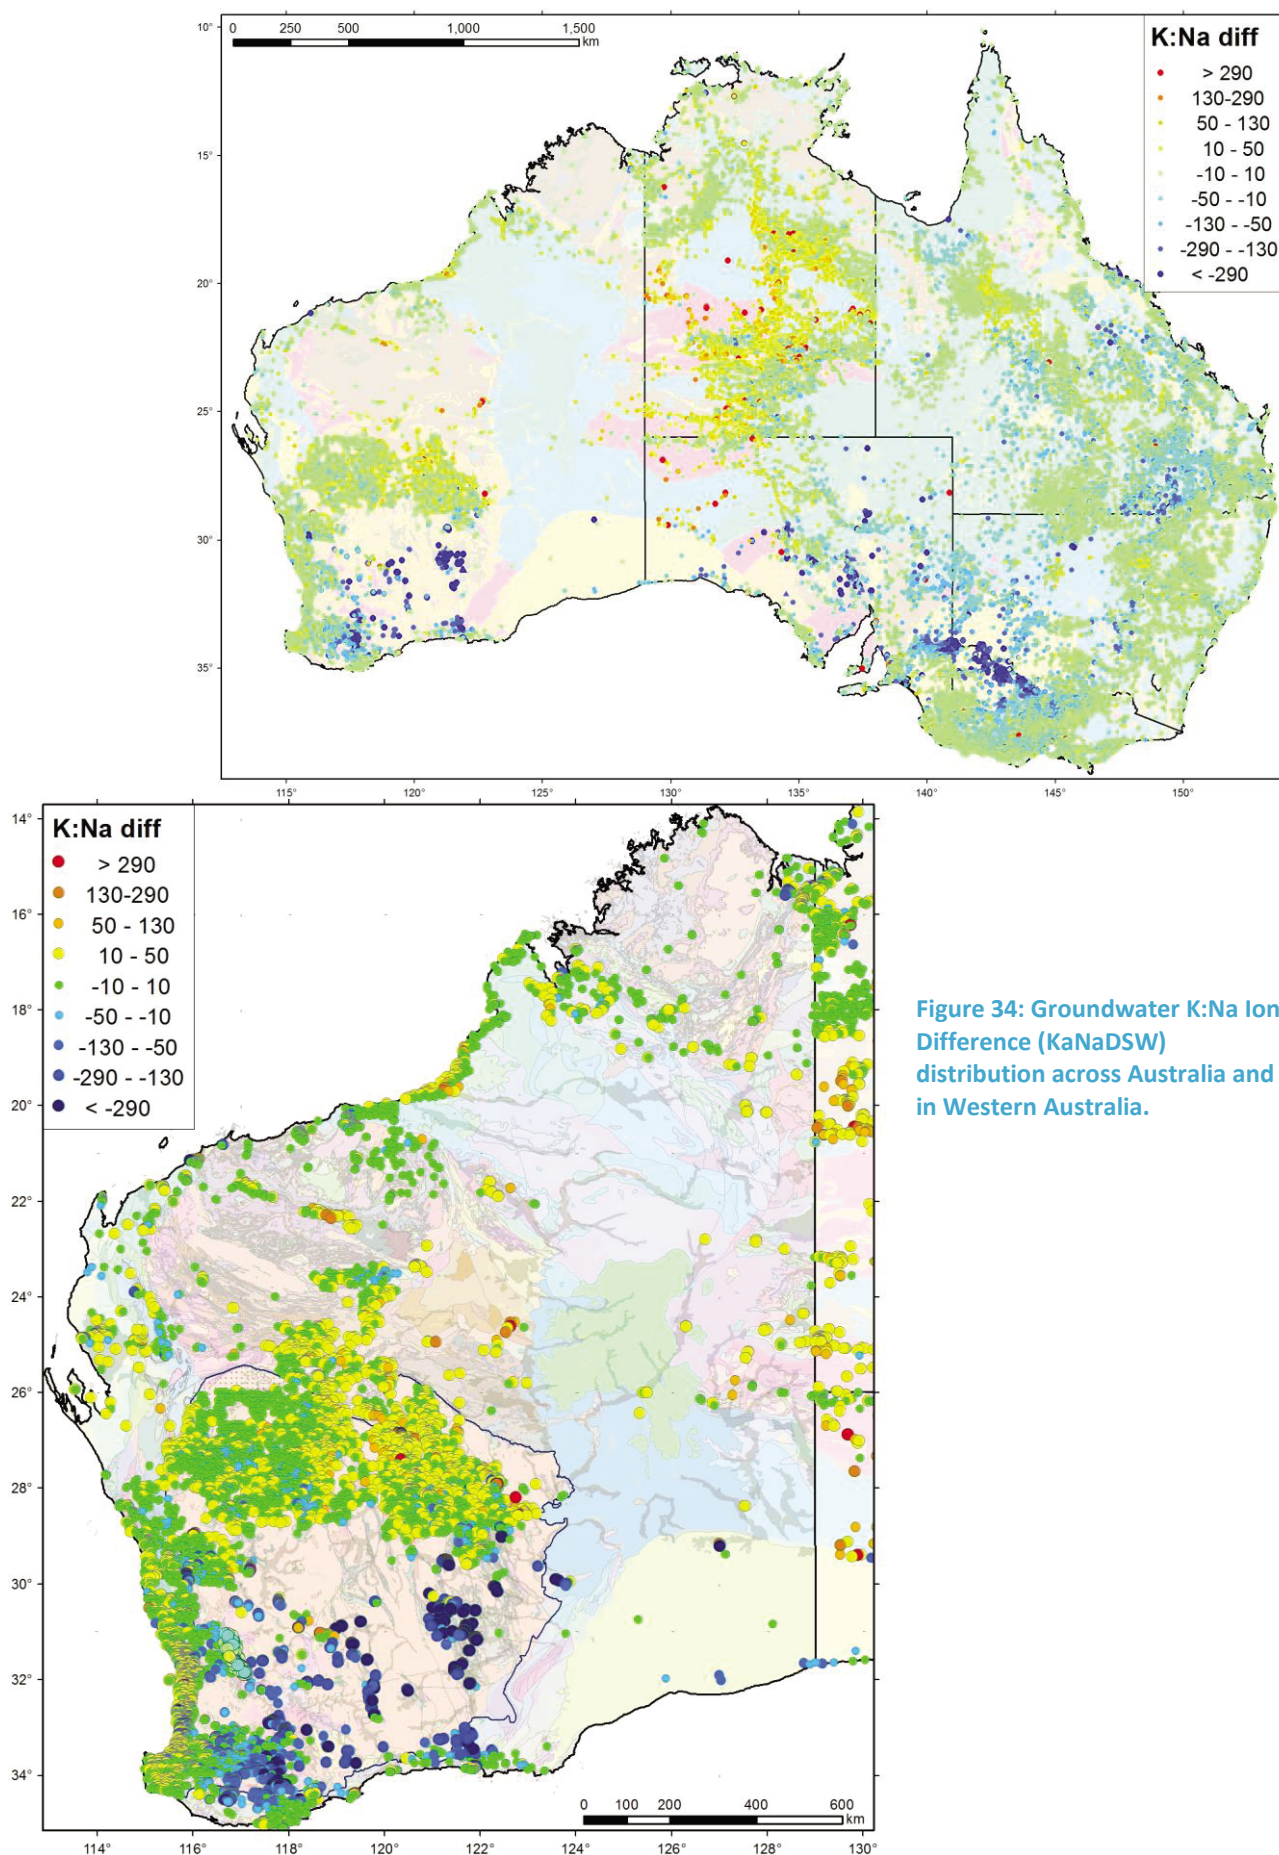 0 250 500 1,000 1,500
km
K:Na diff
> 290
130-290
50 - 130
10 - 50
-10 - 10
-50 - -10
-130 - -50
-290 - -130
< -290
10°
15°
20°
25°
30°
35°
115° 120° 125° 130° 135° 140° 145° 150°
K:Na diff
> 290
130-290
50 - 130
10 - 50
-10 - 10
-50 - -10
-130 - -50
-290 - -130
< -290
14°
16°
18°
20°
22°
24°
26°
28°
30°
32°
34°
0 100 200 400 600
km
114° 116° 118° 120° 122° 124° 126° 128° 130°
Figure 34: Groundwater K:Na Ion
Difference (KaNaDSW)
distribution across Australia and
in Western Australia.